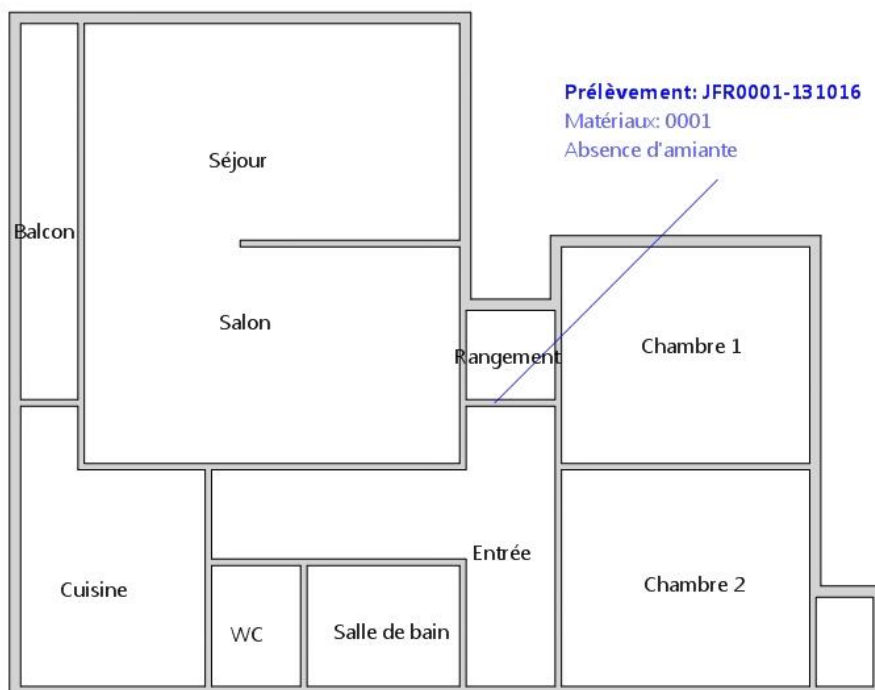 Prélèvement: JFR0001-131016
Matériaux: 0001
Absence d'amiante
Séjour
Balcon
Salon
Rangement
Chambre 1
Entrée
Cuisine
Chambre 2
WC
Salle de bain